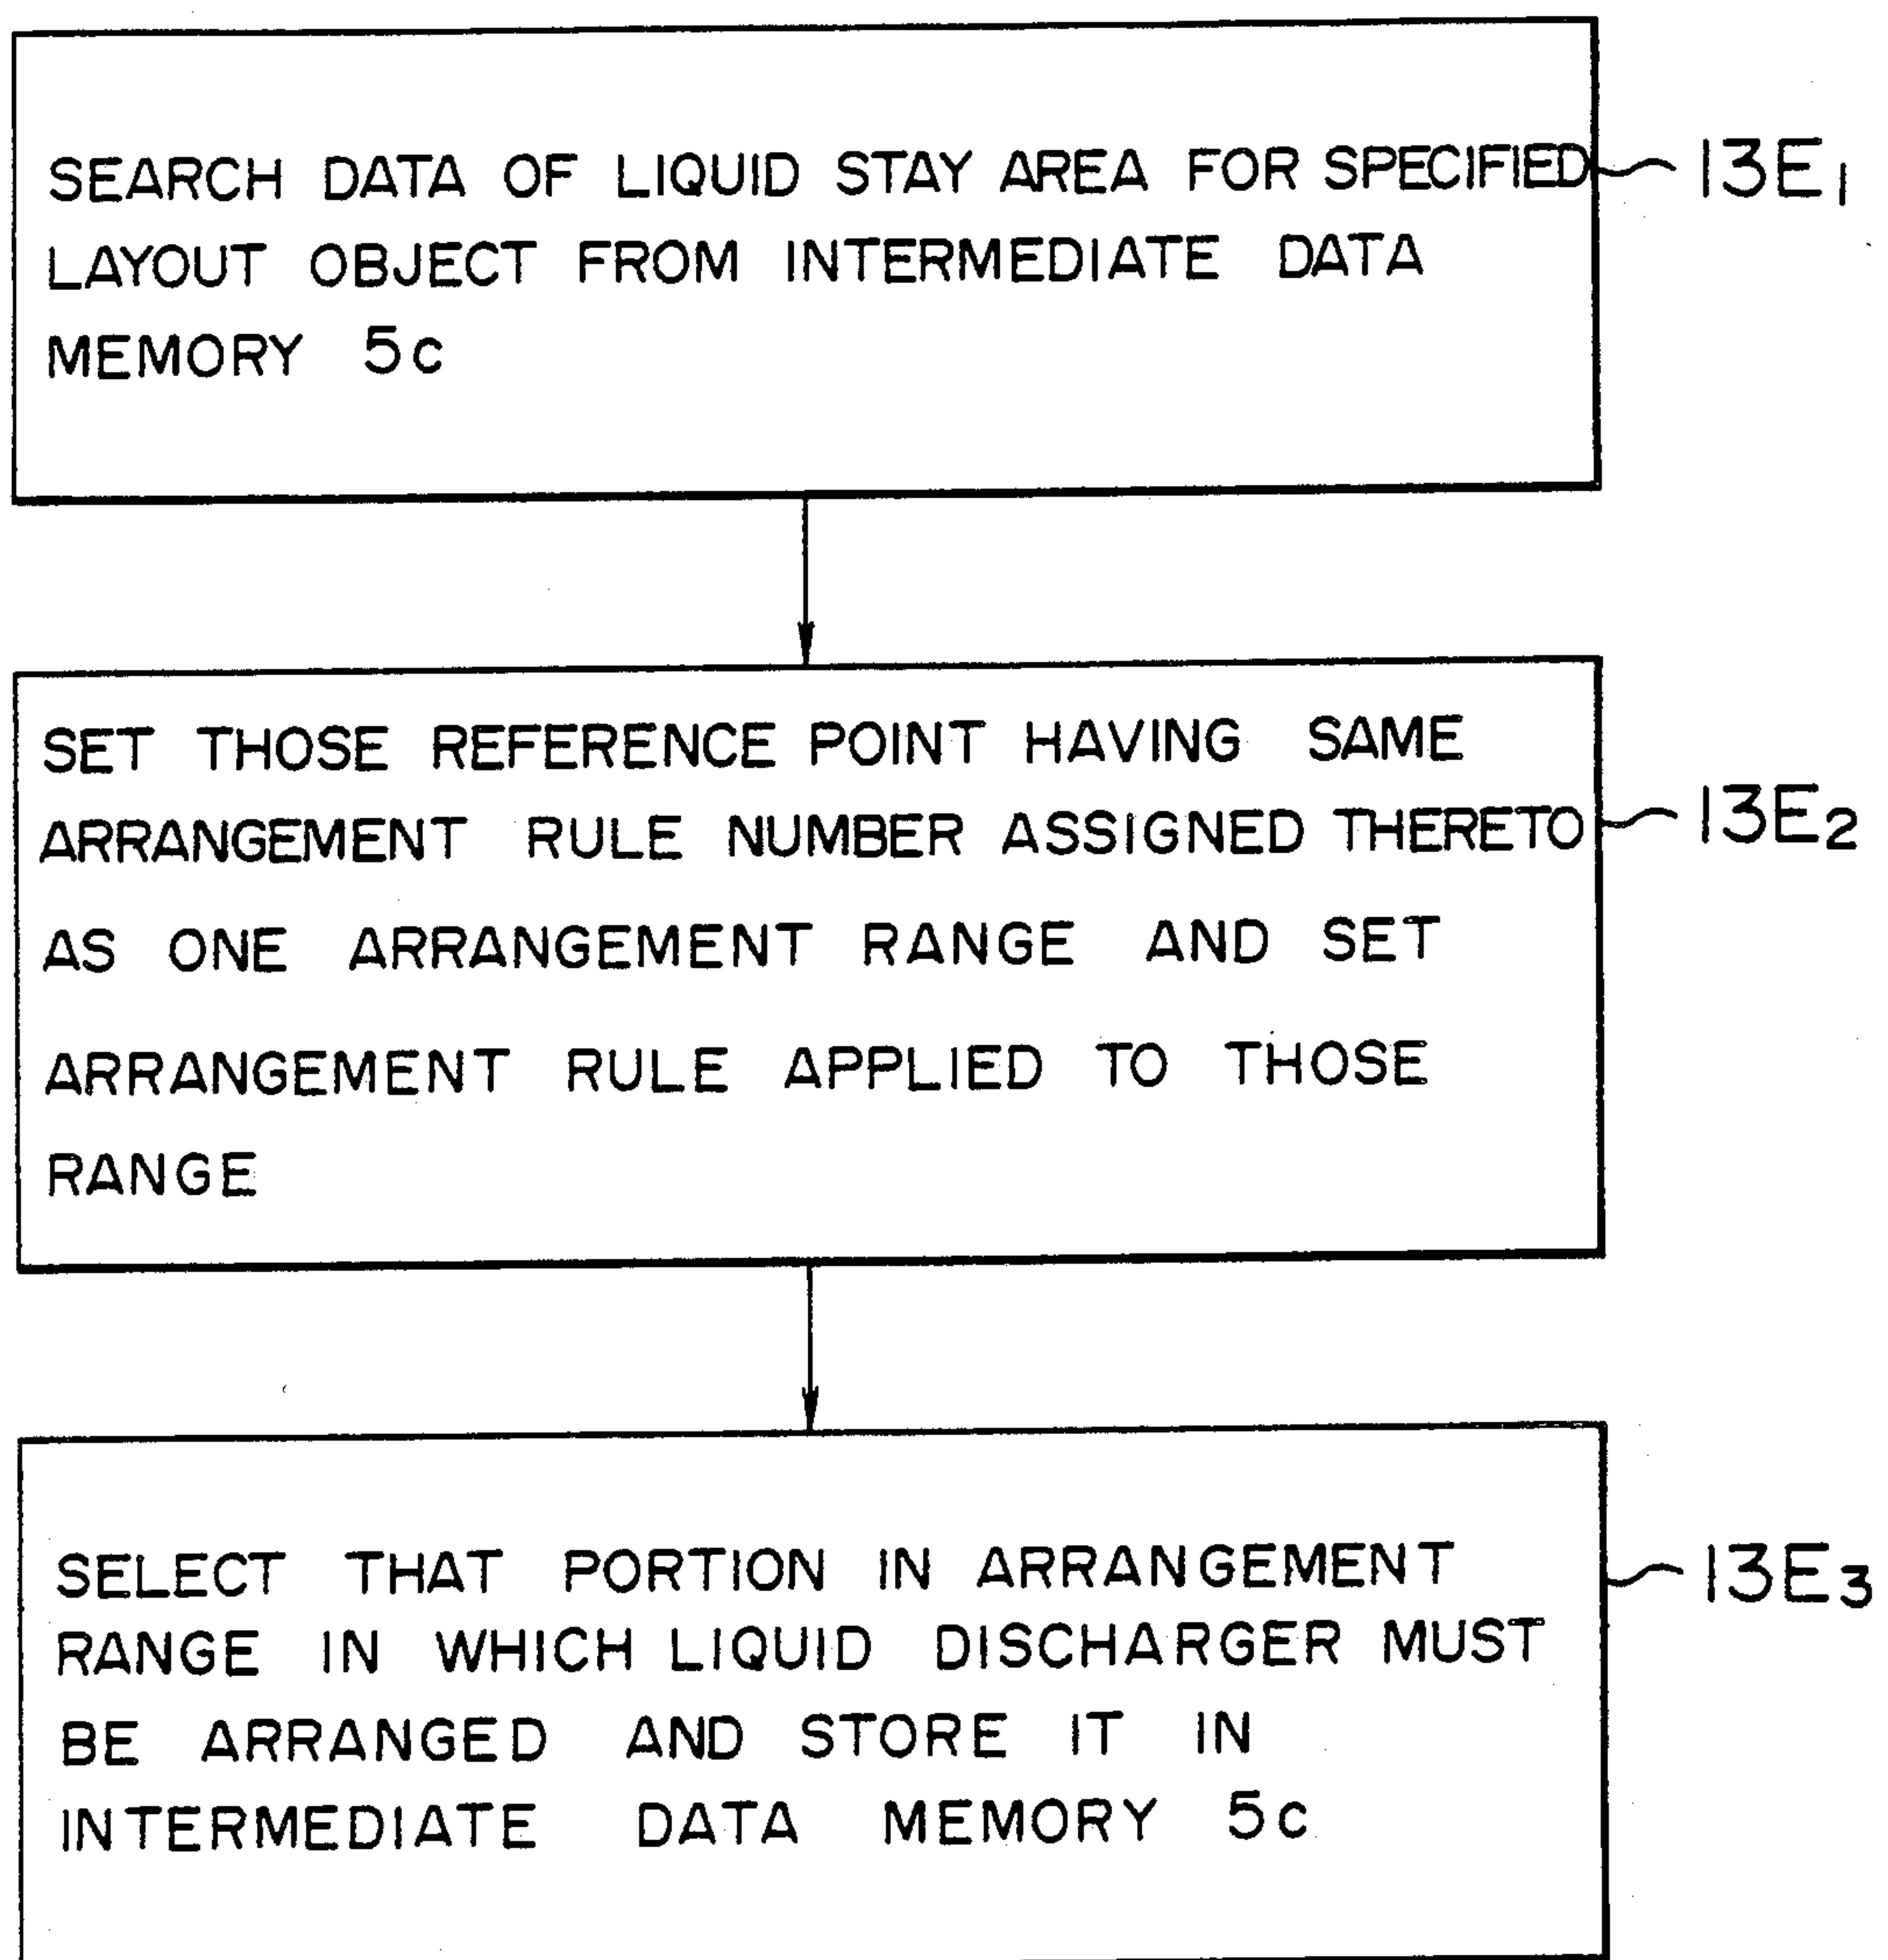 SEARCH DATA OF LIQUID STAY AREA FOR SPECIFIED
LAYOUT OBJECT FROM INTERMEDIATE DATA
MEMORY 5c
13E1
SET THOSE REFERENCE POINT HAVING SAME
ARRANGEMENT RULE NUMBER ASSIGNED THERETO
AS ONE ARRANGEMENT RANGE AND SET
ARRANGEMENT RULE APPLIED TO THOSE
RANGE
13E2
SELECT THAT PORTION IN ARRANGEMENT
RANGE IN WHICH LIQUID DISCHARGER MUST
BE ARRANGED AND STORE IT IN
INTERMEDIATE DATA MEMORY 5c
13E3